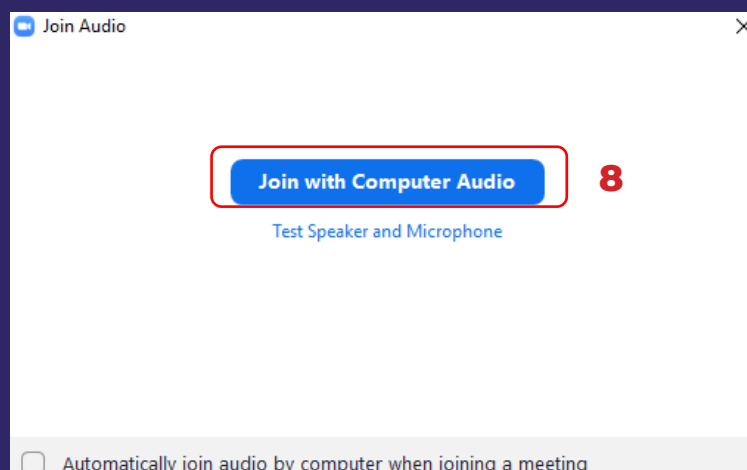 Join Audio
Join with Computer Audio
8
Test Speaker and Microphone
Automatically join audio by computer when joining a meeting